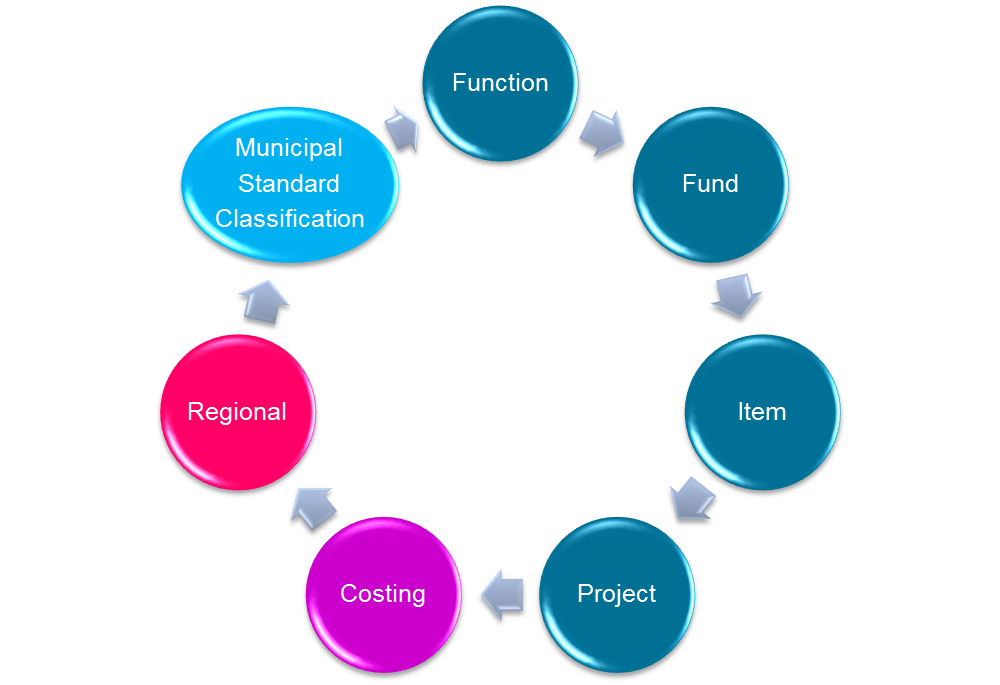 Function
Fund
Item
Project
Costing
Regional
Municipal
Standard
Classification